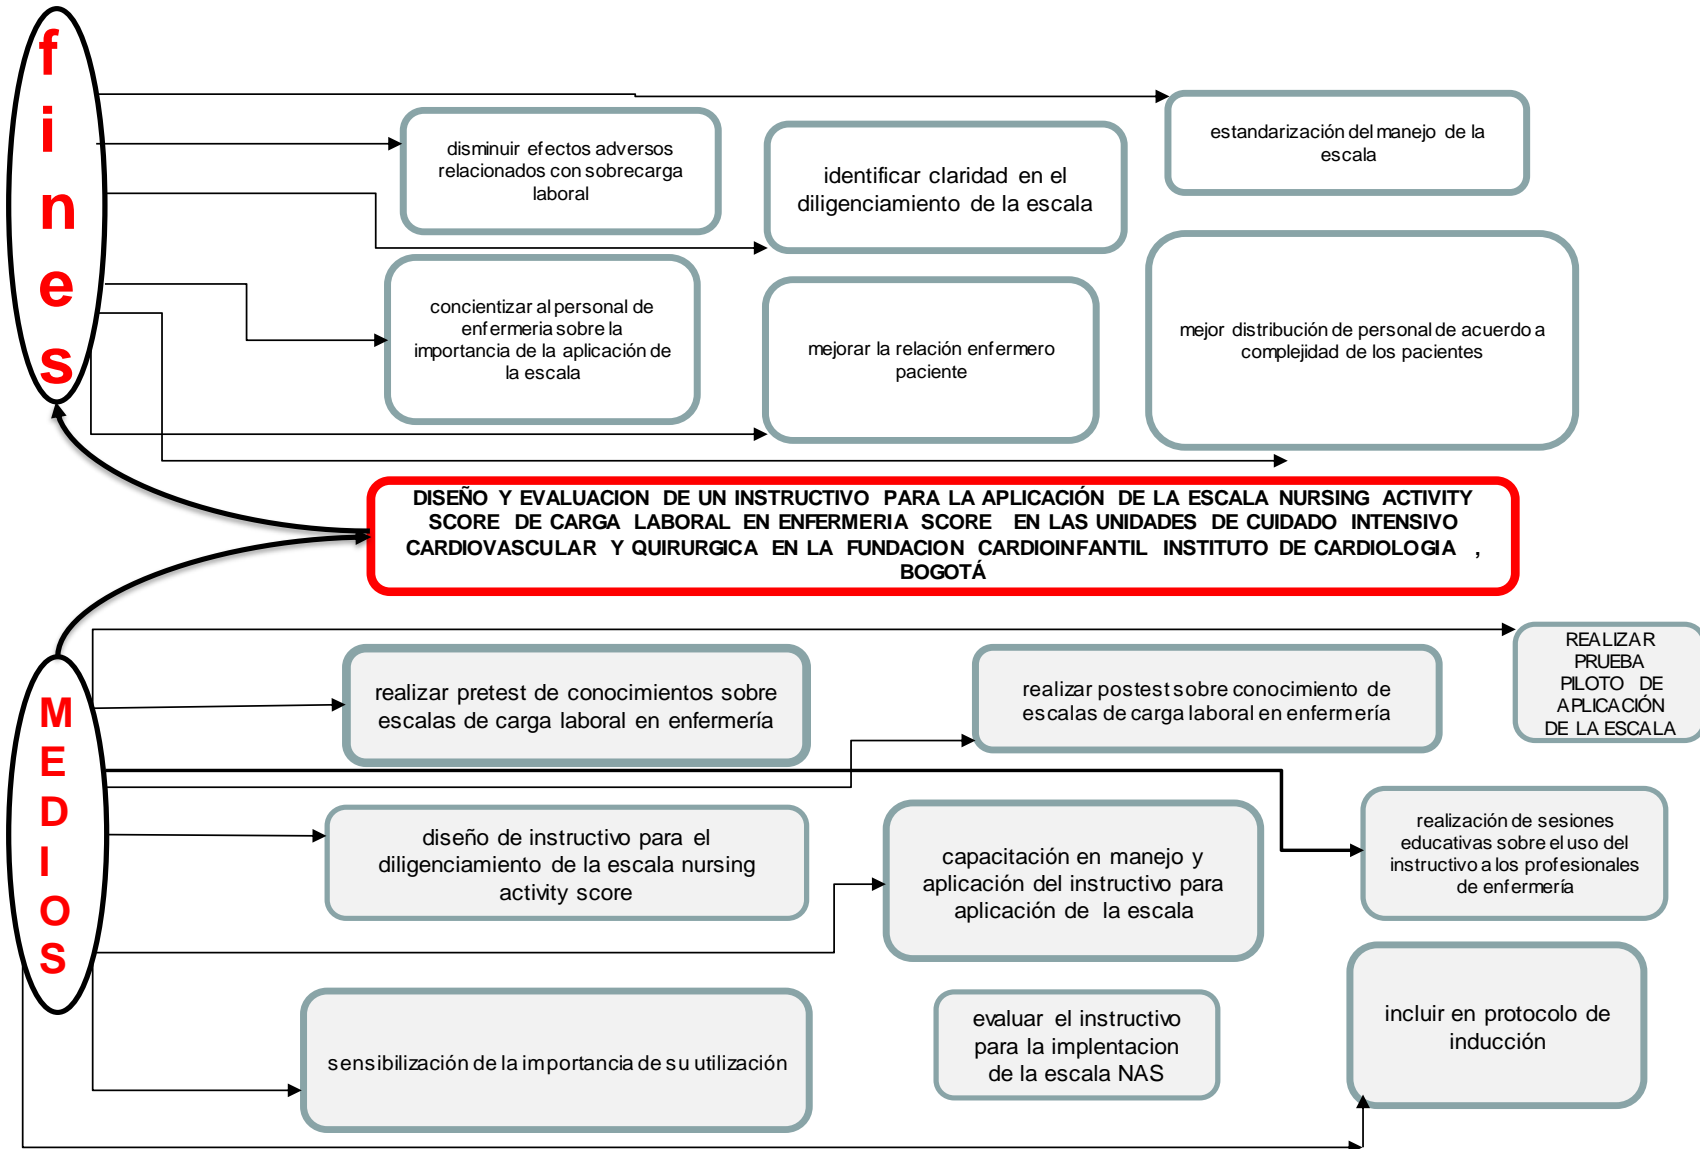 fines
disminuir efectos adversos
relacionados con sobrecarga
laboral
identificar claridad en el
diligenciamiento de la escala
estandarización del manejo de la
escala
concientizar al personal de
enfermeria sobre la
importancia de la aplicación de
la escala
mejorar la relación enfermero
paciente
mejor distribución de personal de acuerdo a
complejidad de los pacientes
DISEÑO Y EVALUACION DE UN INSTRUCTIVO PARA LA APLICACIÓN DE LA ESCALA NURSING ACTIVITY
SCORE DE CARGA LABORAL EN ENFERMERIA SCORE EN LAS UNIDADES DE CUIDADO INTENSIVO
CARDIOVASCULAR Y QUIRURGICA EN LA FUNDACION CARDIOINFANTIL INSTITUTO DE CARDIOLOGIA ,
BOGOTÁ
MEDIOS
realizar pretest de conocimientos sobre
escalas de carga laboral en enfermería
realizar postest sobre conocimiento de
escalas de carga laboral en enfermería
REALIZAR
PRUEBA
PILOTO DE
APLICACIÓN
DE LA ESCALA
diseño de instructivo para el
diligenciamiento de la escala nursing
activity score
capacitación en manejo y
aplicación del instructivo para
aplicación de la escala
realización de sesiones
educativas sobre el uso del
instructivo a los profesionales
de enfermería
sensibilización de la importancia de su utilización
evaluar el instructivo
para la implentacion
de la escala NAS
incluir en protocolo de
inducción